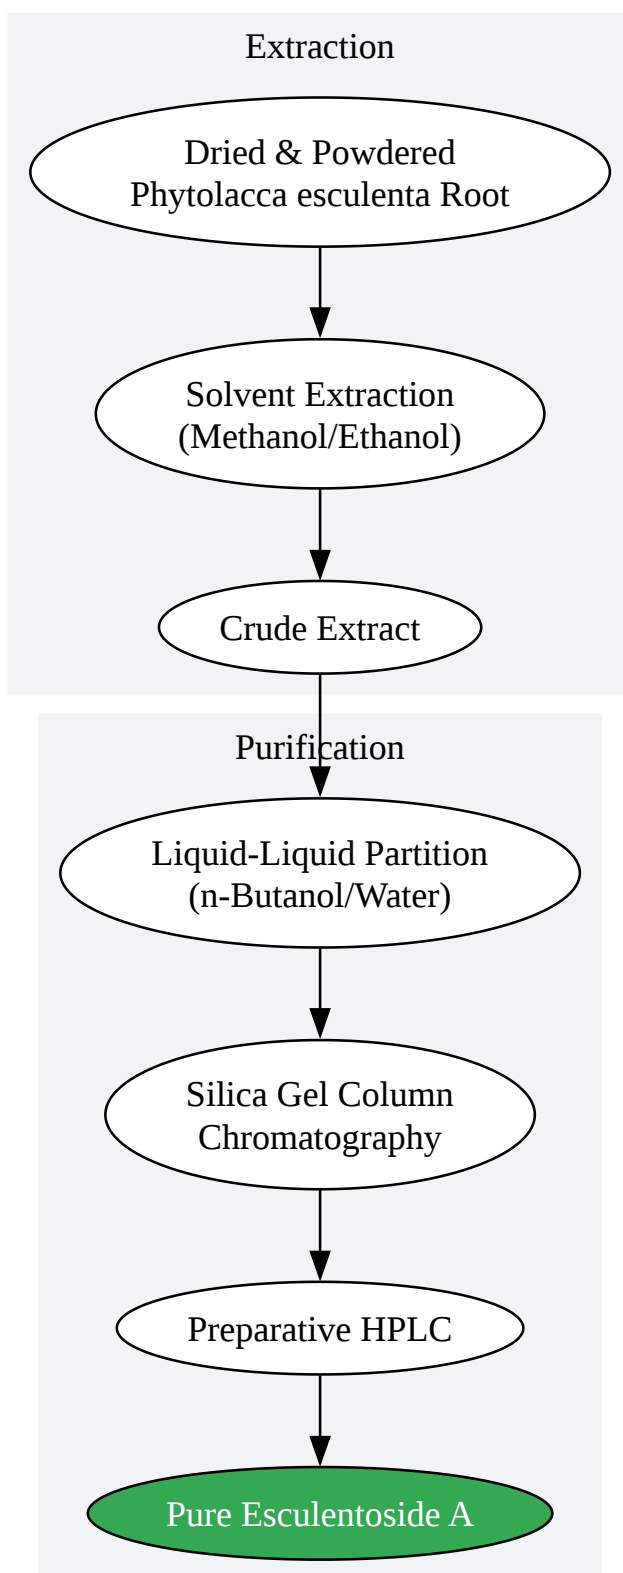 Extraction
Dried & Powdered
Phytolacca esculenta Root
Solvent Extraction
(Methanol/Ethanol)
Crude Extract
Purification
Liquid-Liquid Partition
(n-Butanol/Water)
Silica Gel Column
Chromatography
Preparative HPLC
Pure Esculentoside A